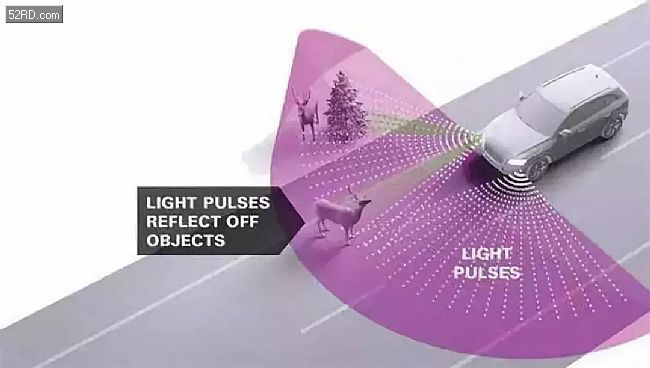 52RD.com
LIGHT PULSES
REFLECT OFF
OBJECTS
LIGHT
PULSES